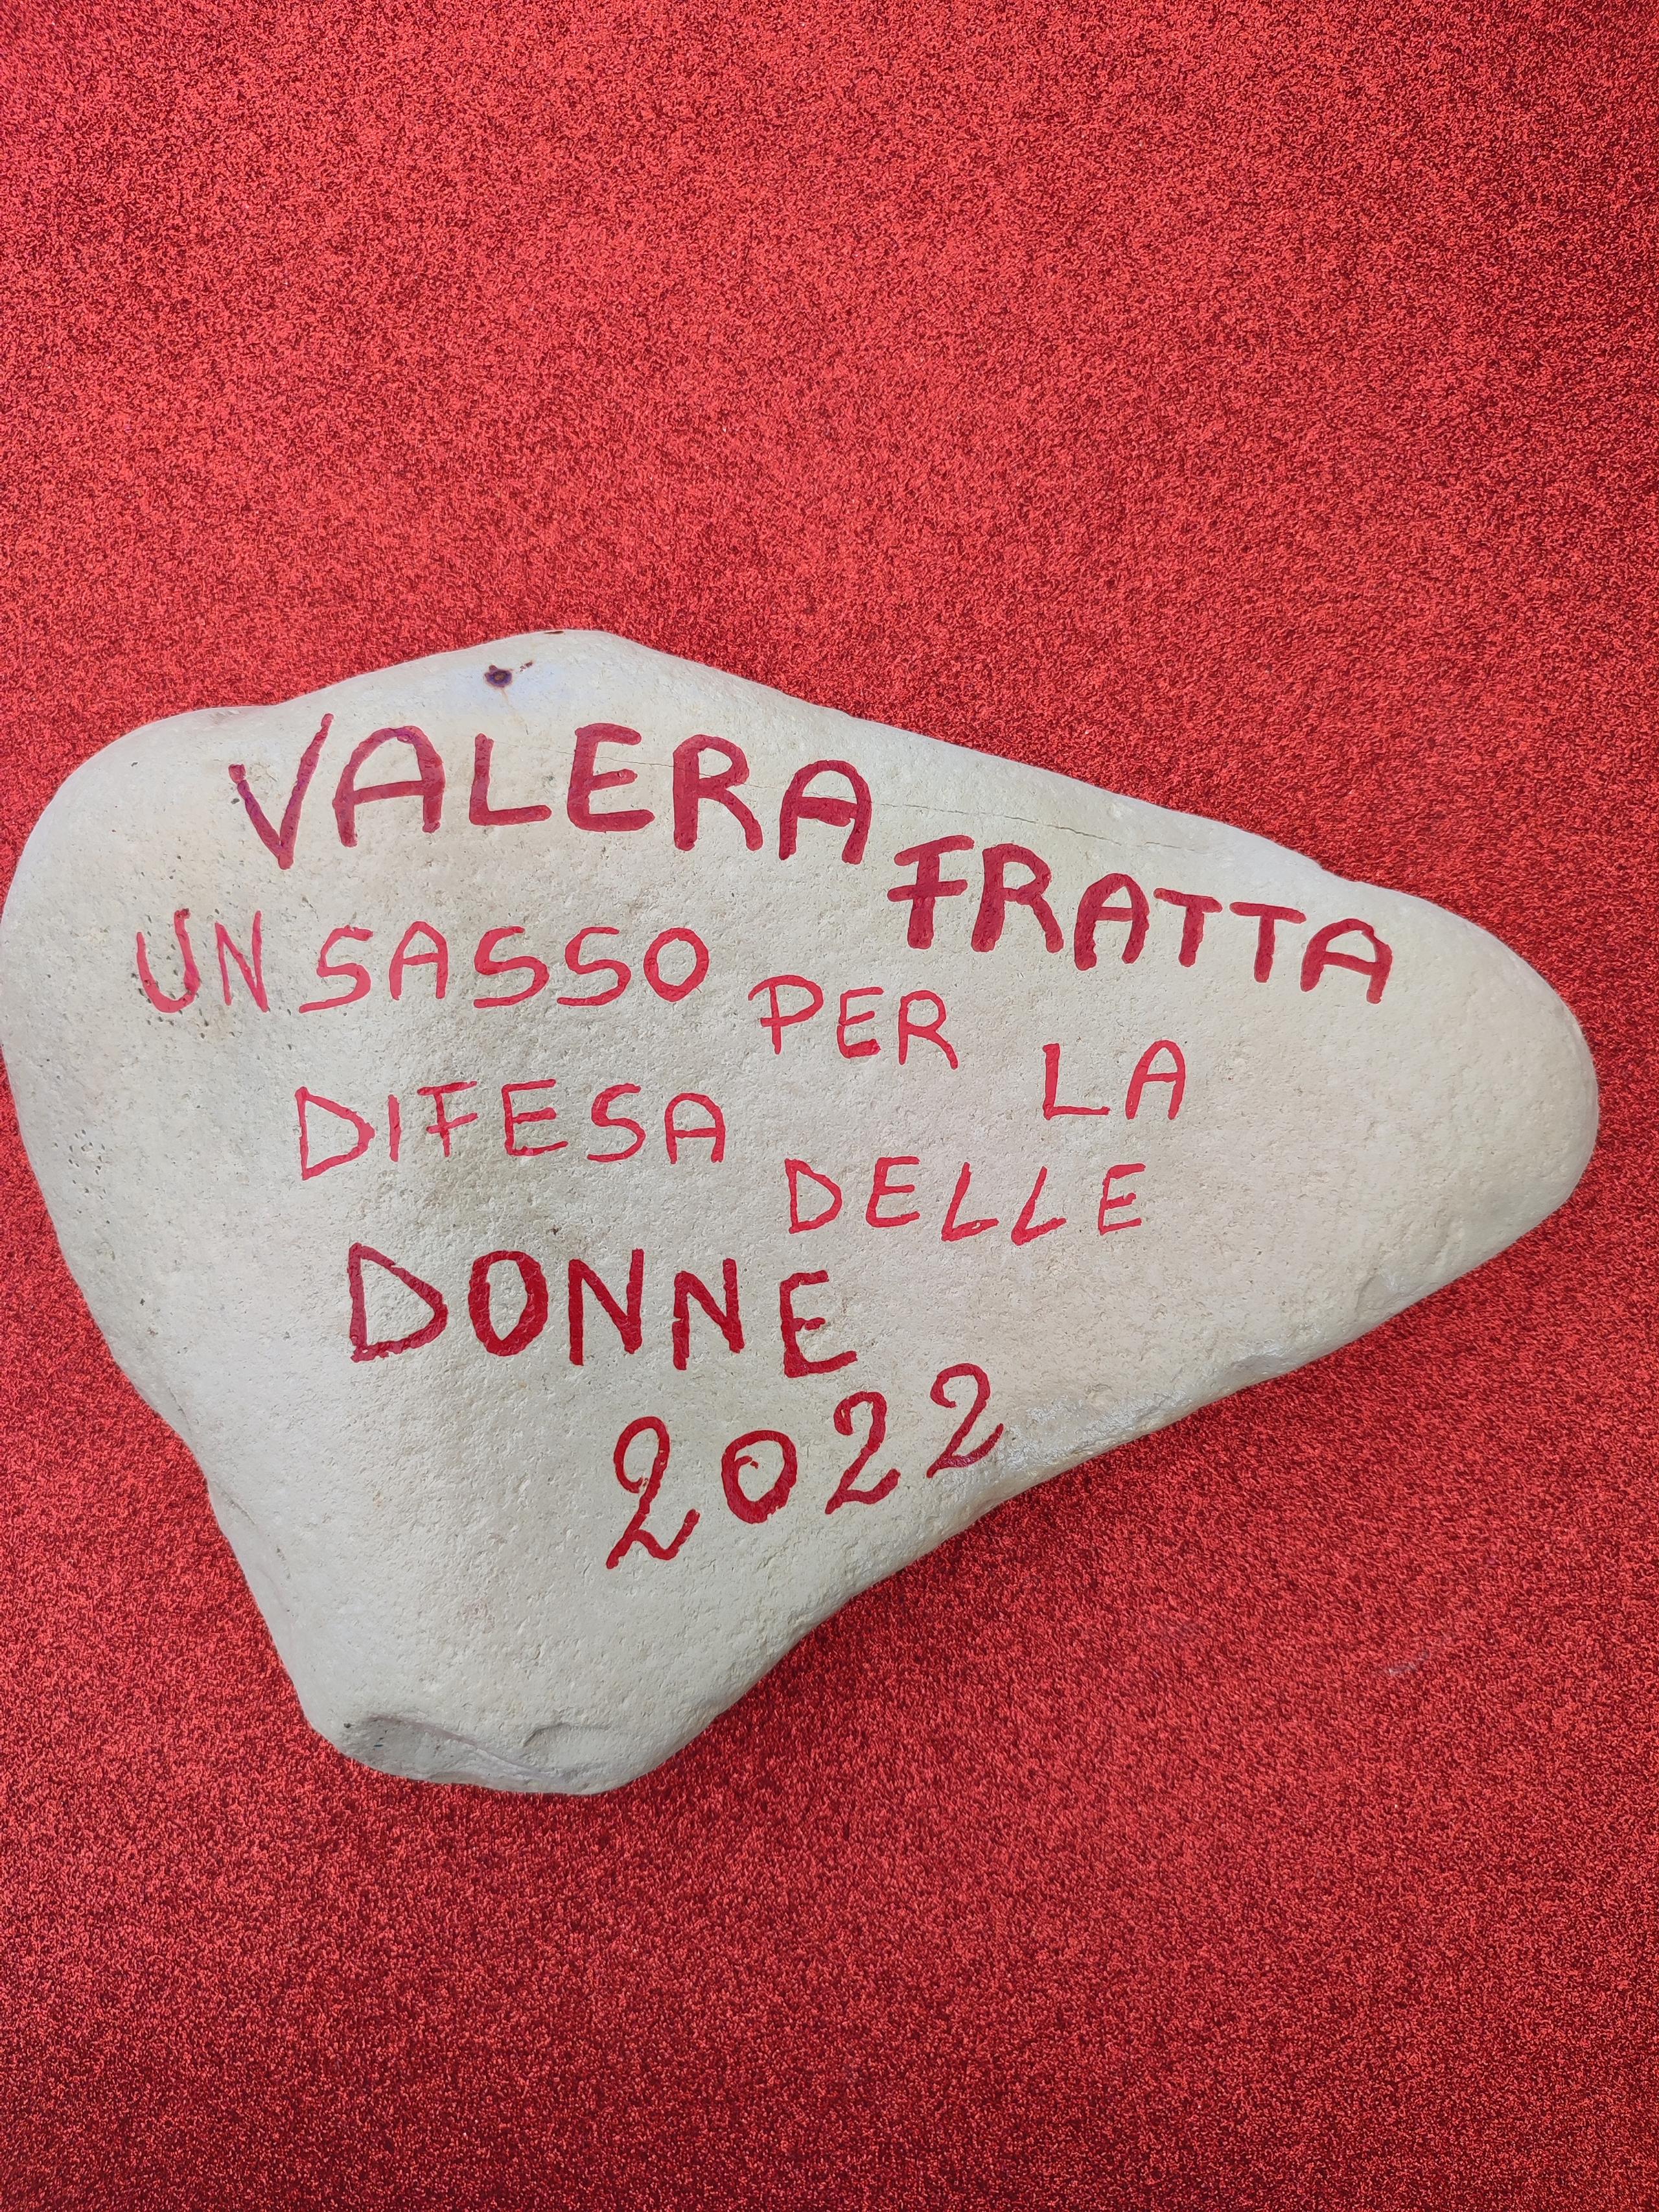 VALERA FRATTA
UN SASSO PER LA
DIFESA DELLE
DONNE
2022